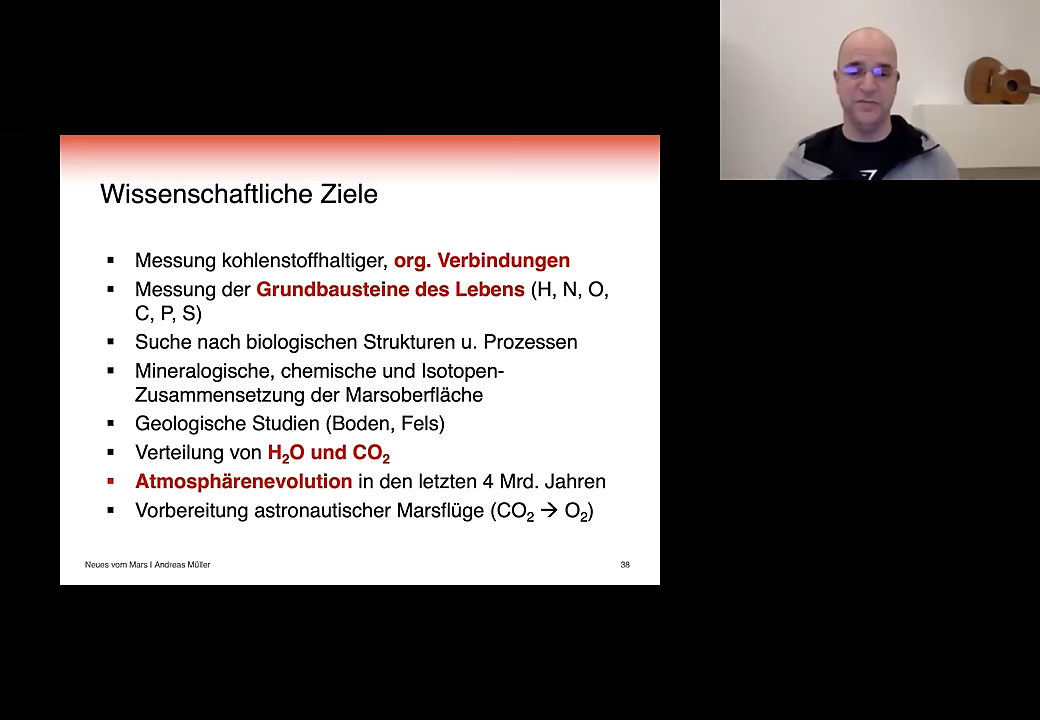 Wissenschaftliche Ziele
▪ Messung kohlenstoffhaltiger, org. Verbindungen
▪ Messung der Grundbausteine des Lebens (H, N, O,
C, P, S)
▪ Suche nach biologischen Strukturen u. Prozessen
▪ Mineralogische, chemische und Isotopen-
Zusammensetzung der Marsoberfläche
▪ Geologische Studien (Boden, Fels)
▪ Verteilung von H₂O und CO₂
▪ Atmosphärenevolution in den letzten 4 Mrd. Jahren
▪ Vorbereitung astronautischer Marsflüge (CO₂ → O₂)
Neues vom Mars I Andreas Müller 38